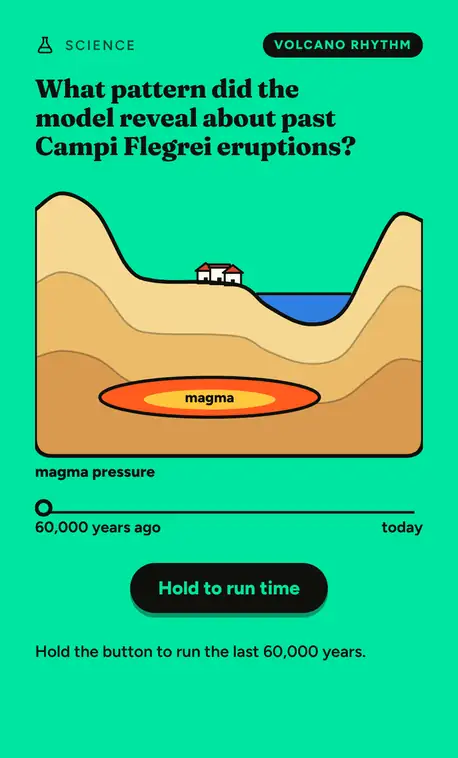 SCIENCE
VOLCANO RHYTHM
What pattern did the
model reveal about past
Campi Flegrei eruptions?
magma
magma pressure
60,000 years ago
today
Hold to run time
Hold the button to run the last 60,000 years.